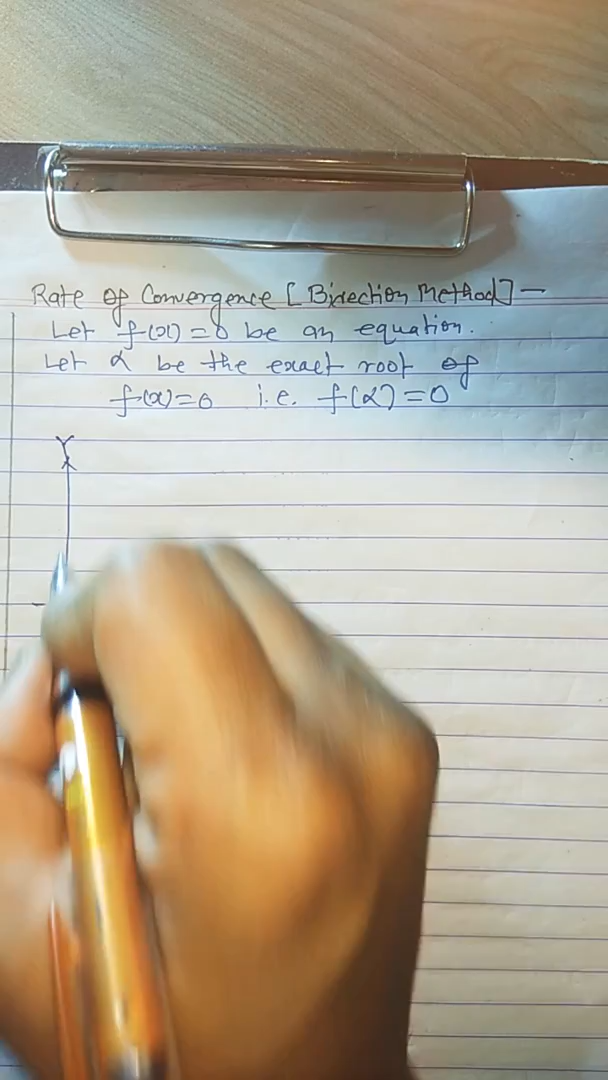 Rate of Convergence [Bisection Method] —
Let f(x) = 0 be an equation.
Let α be the exact root of
f(x) = 0 i.e. f(α) = 0
Y